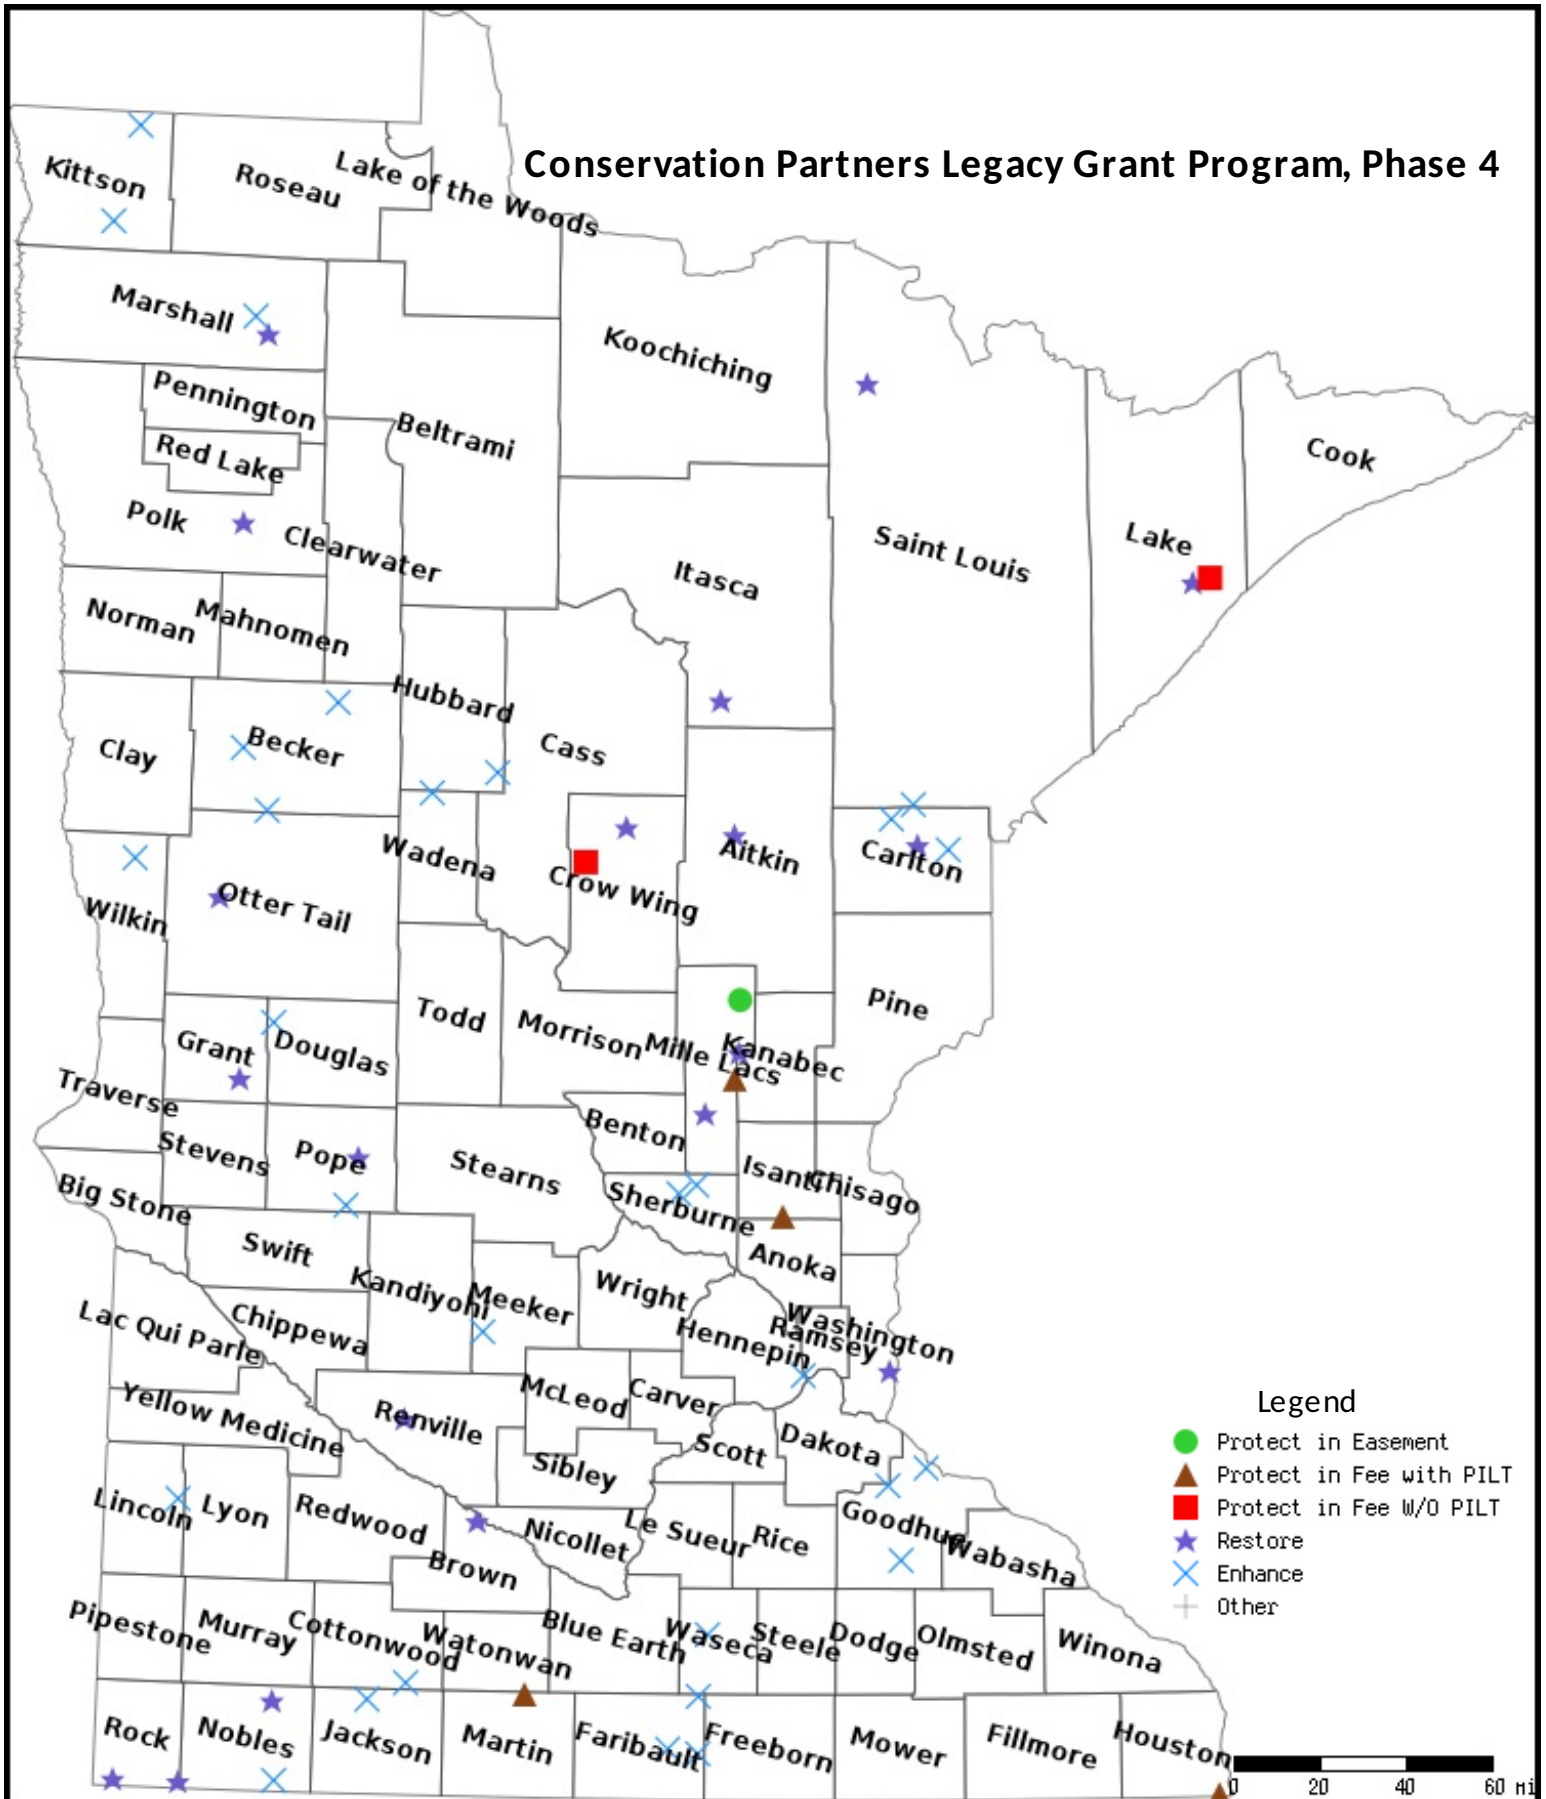 Conservation Partners Legacy Grant Program, Phase 4
Kittson
Roseau
Lake of the Woods
Marshall
Koochiching
Pennington
Beltrami
Red Lake
Cook
Polk
Clearwater
Saint Louis
Lake
Itasca
Norman
Mahnomen
Hubbard
Cass
Clay
Becker
Wadena
Aitkin
Carlton
Crow Wing
Wilkin
Otter Tail
Pine
Todd
Morrison
Mille Lacs
Kanabec
Grant
Douglas
Traverse
Benton
Stevens
Pope
Stearns
Isanti
Chisago
Big Stone
Sherburne
Swift
Anoka
Kandiyohi
Meeker
Wright
Lac Qui Parle
Chippewa
Hennepin
Ramsey
Washington
Yellow Medicine
Renville
McLeod
Carver
Scott
Dakota
Sibley
Lincoln
Lyon
Redwood
Nicollet
Le Sueur
Rice
Goodhue
Wabasha
Brown
Pipestone
Murray
Cottonwood
Watonwan
Blue Earth
Waseca
Steele
Dodge
Olmsted
Winona
Rock
Nobles
Jackson
Martin
Faribault
Freeborn
Mower
Fillmore
Houston
Legend
Protect in Easement
Protect in Fee with PILT
Protect in Fee W/O PILT
Restore
Enhance
Other
0 20 40 60 mi